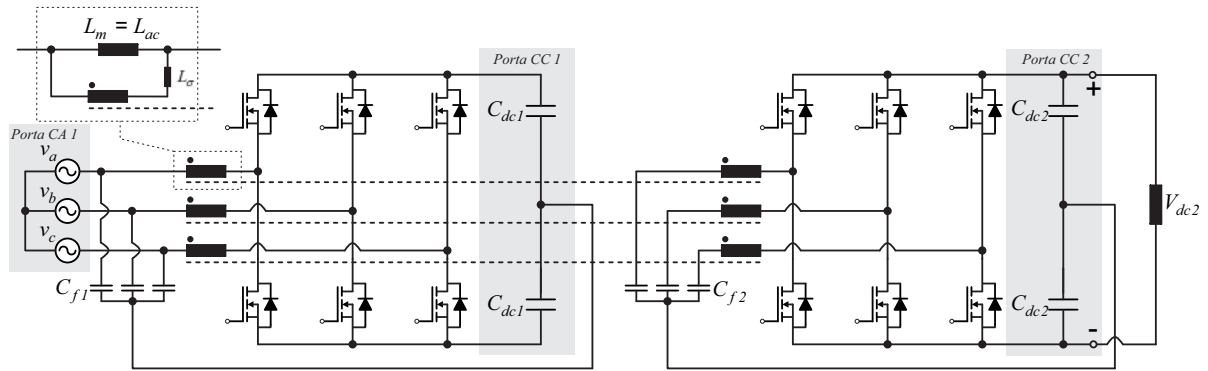 L_m = L_ac
L_σ
Porta CA 1
v_a
v_b
v_c
C_f1
Porta CC 1
C_dc1
C_dc1
C_f2
Porta CC 2
C_dc2
C_dc2
+
-
V_dc2